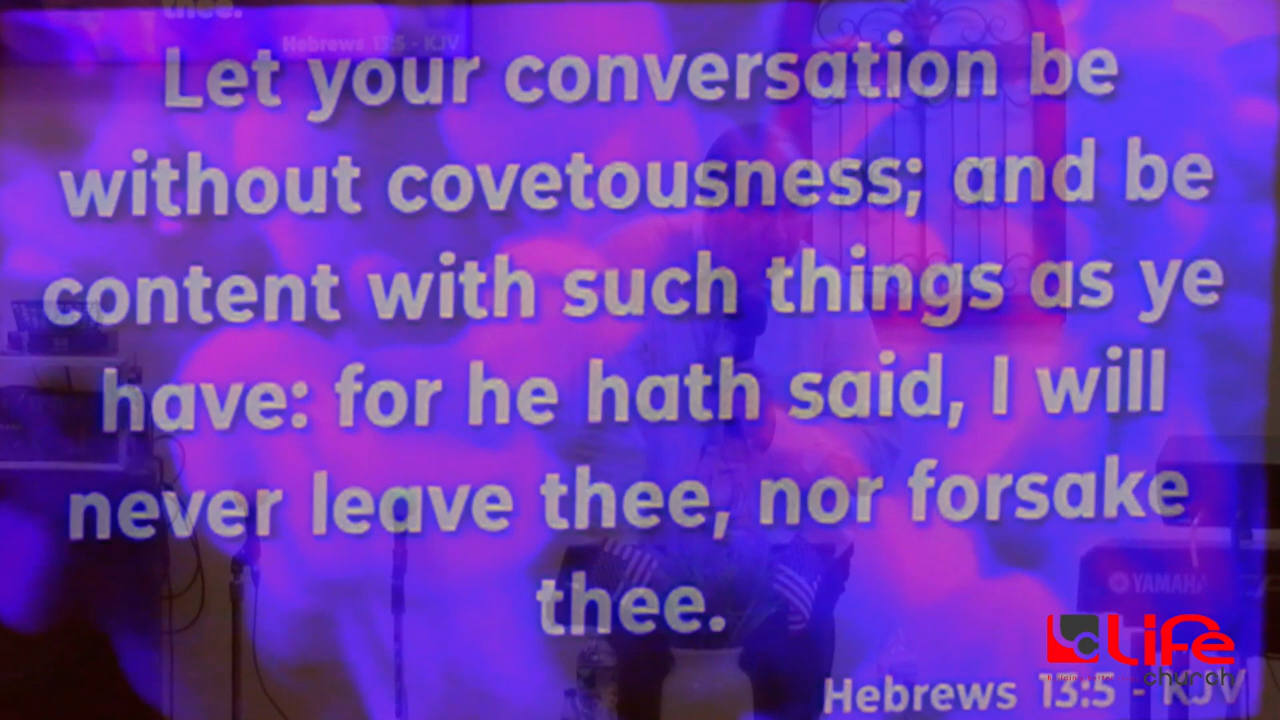 thee.
Hebrews 13:5 - KJV
Let your conversation be
without covetousness; and be
content with such things as ye
have: for he hath said, I will
never leave thee, nor forsake
thee.
YAMAHA
Life
church
Hebrews 13:5 - KJV